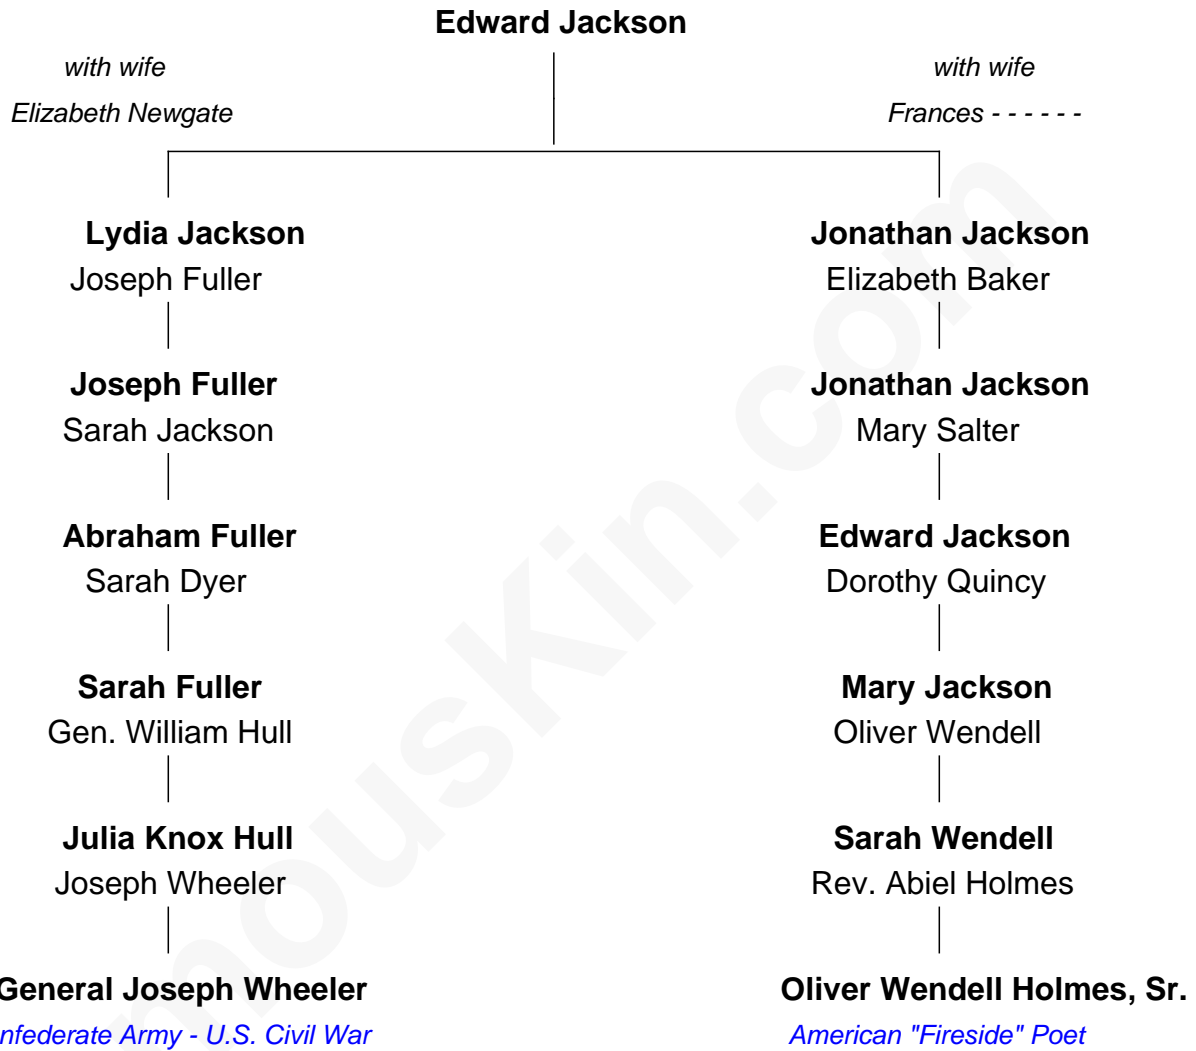 Edward Jackson
with wife
Elizabeth Newgate
with wife
Frances - - - - - -
Lydia Jackson
Joseph Fuller
Jonathan Jackson
Elizabeth Baker
Joseph Fuller
Sarah Jackson
Jonathan Jackson
Mary Salter
Abraham Fuller
Sarah Dyer
Edward Jackson
Dorothy Quincy
Sarah Fuller
Gen. William Hull
Mary Jackson
Oliver Wendell
Julia Knox Hull
Joseph Wheeler
Sarah Wendell
Rev. Abiel Holmes
General Joseph Wheeler
nfederate Army - U.S. Civil War
Oliver Wendell Holmes, Sr.
American "Fireside" Poet
mousKin.com